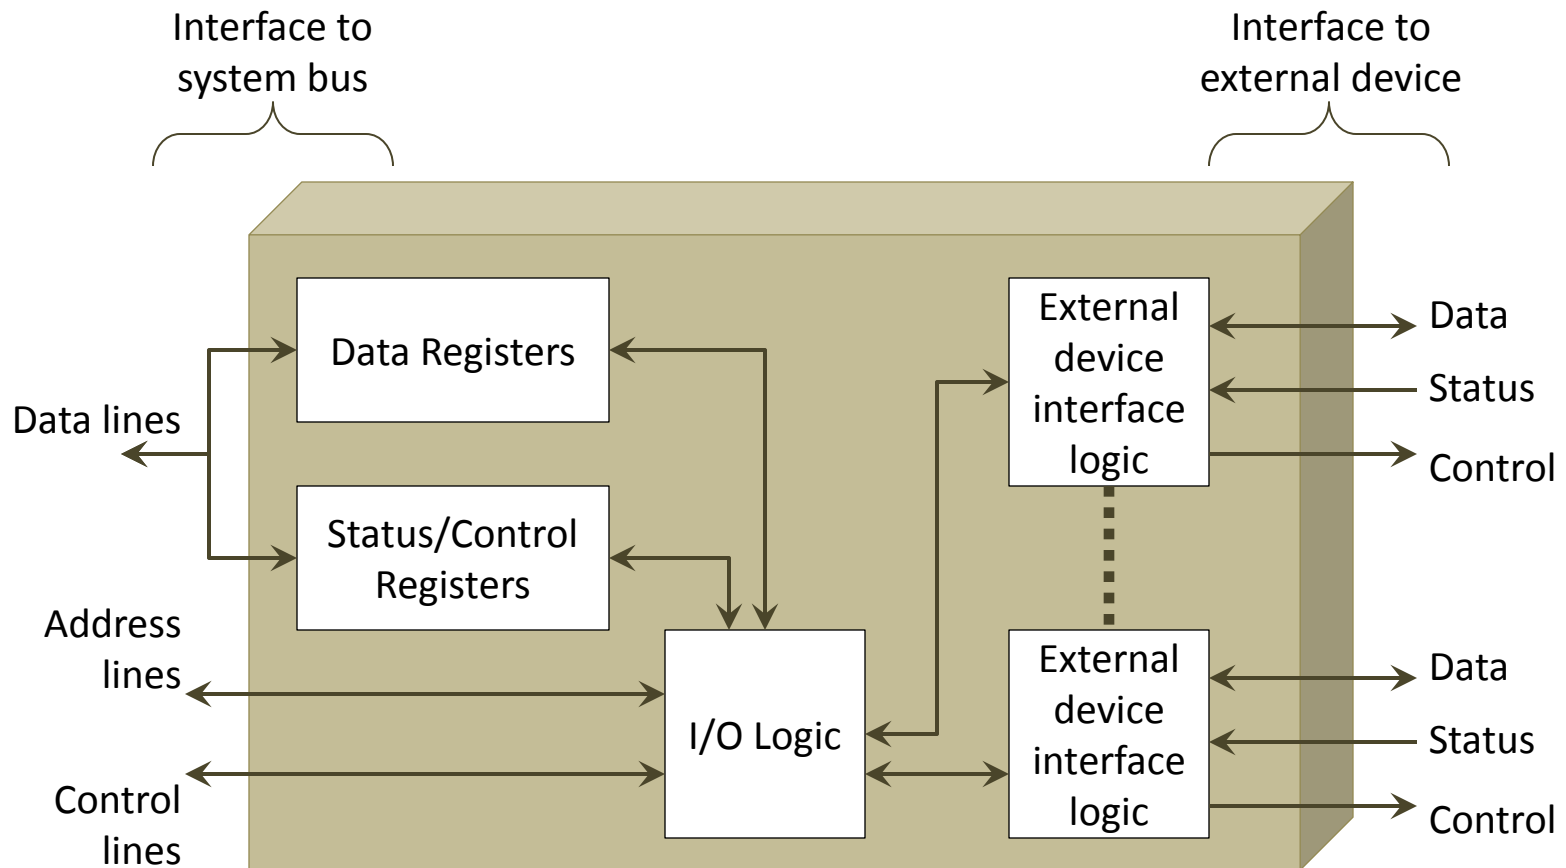 Interface to
system bus
Interface to
external device
Data Registers
Data lines
Status/Control
Registers
Address
lines
Control
lines
I/O Logic
External
device
interface
logic
Data
Status
Control
External
device
interface
logic
Data
Status
Control